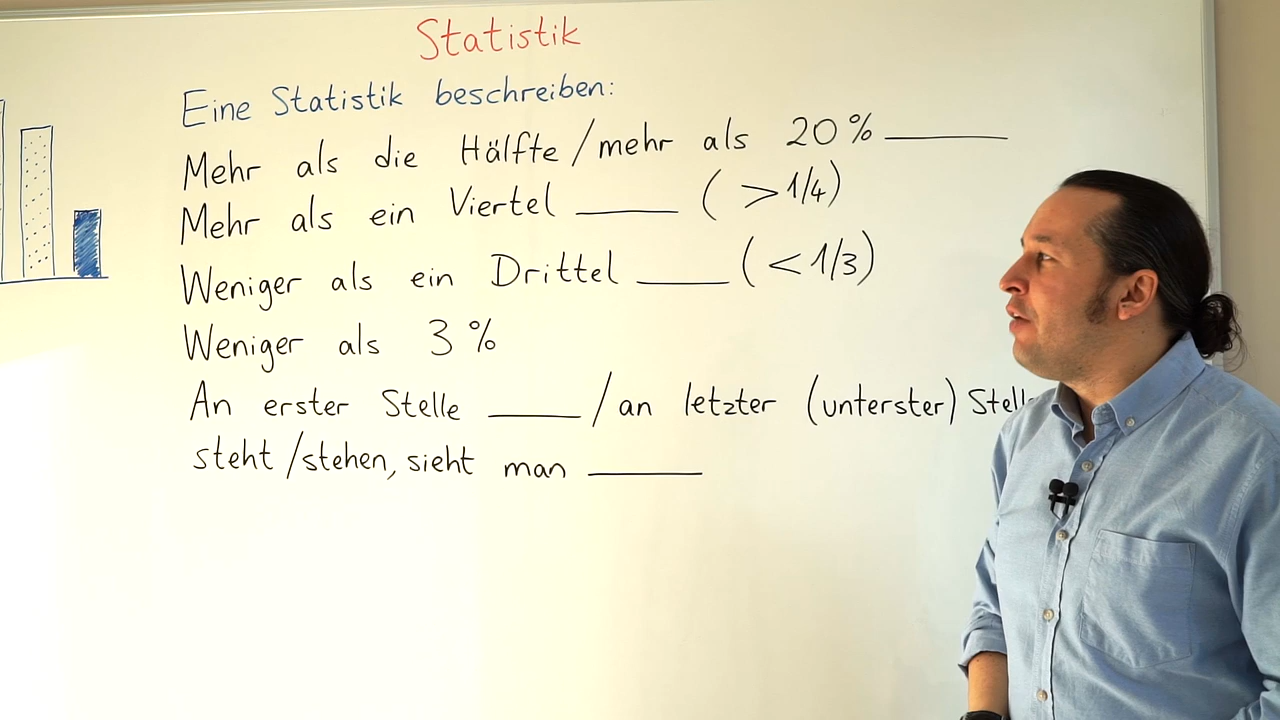 Statistik
Eine Statistik beschreiben:
Mehr als die Hälfte/mehr als 20%______
Mehr als ein Viertel _____ (>1/4)
Weniger als ein Drittel _____ (<1/3)
Weniger als 3%
An erster Stelle _____ /an letzter (unterster)
steht/stehen, sieht man ______